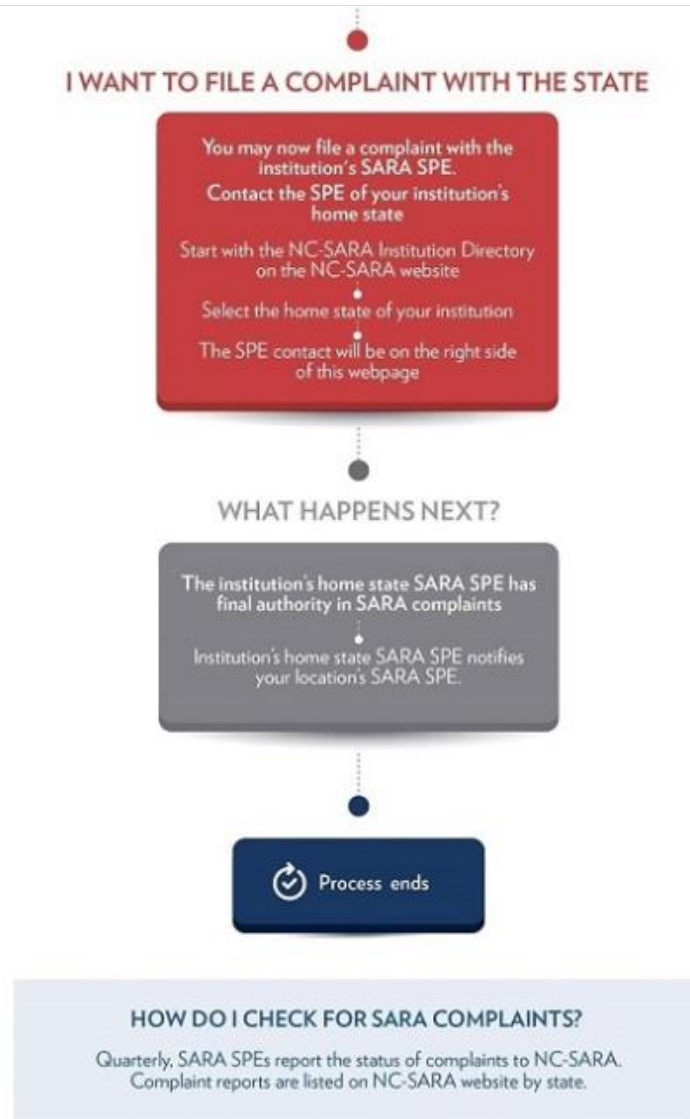 I WANT TO FILE A COMPLAINT WITH THE STATE
You may now file a complaint with the
institution's SARA SPE.
Contact the SPE of your institution's
home state
Start with the NC-SARA Institution Directory
on the NC-SARA website
Select the home state of your institution
The SPE contact will be on the right side
of this webpage
WHAT HAPPENS NEXT?
The institution's home state SARA SPE has
final authority in SARA complaints
Institution's home state SARA SPE notifies
your location's SARA SPE.
Process ends
HOW DO I CHECK FOR SARA COMPLAINTS?
Quarterly, SARA SPEs report the status of complaints to NC-SARA.
Complaint reports are listed on NC-SARA website by state.